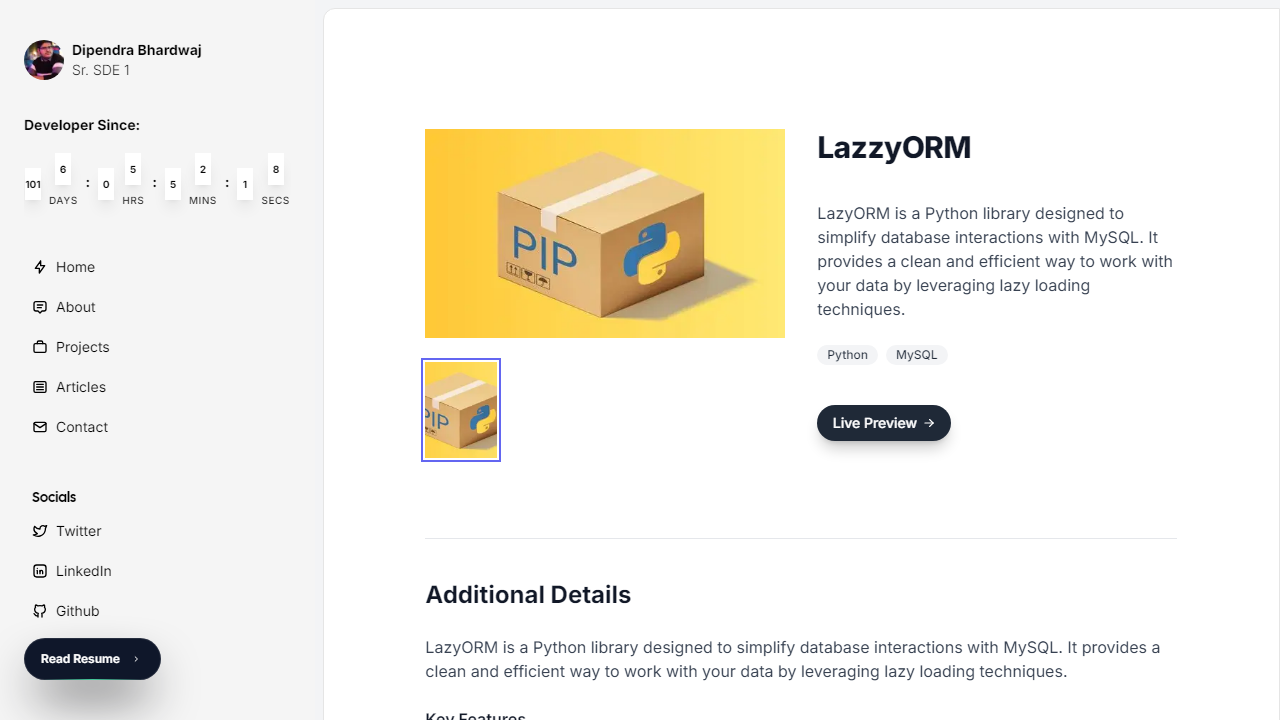 Dipendra Bhardwaj
Sr. SDE 1
Developer Since:
101 6 DAYS : 0 5 HRS : 5 2 MINS : 1 8 SECS
Home
About
Projects
Articles
Contact
Socials
Twitter
LinkedIn
Github
Read Resume
PIP
PIP
LazzyORM
LazyORM is a Python library designed to
simplify database interactions with MySQL. It
provides a clean and efficient way to work with
your data by leveraging lazy loading
techniques.
Python MySQL
Live Preview
Additional Details
LazyORM is a Python library designed to simplify database interactions with MySQL. It provides a
clean and efficient way to work with your data by leveraging lazy loading techniques.
Key Features